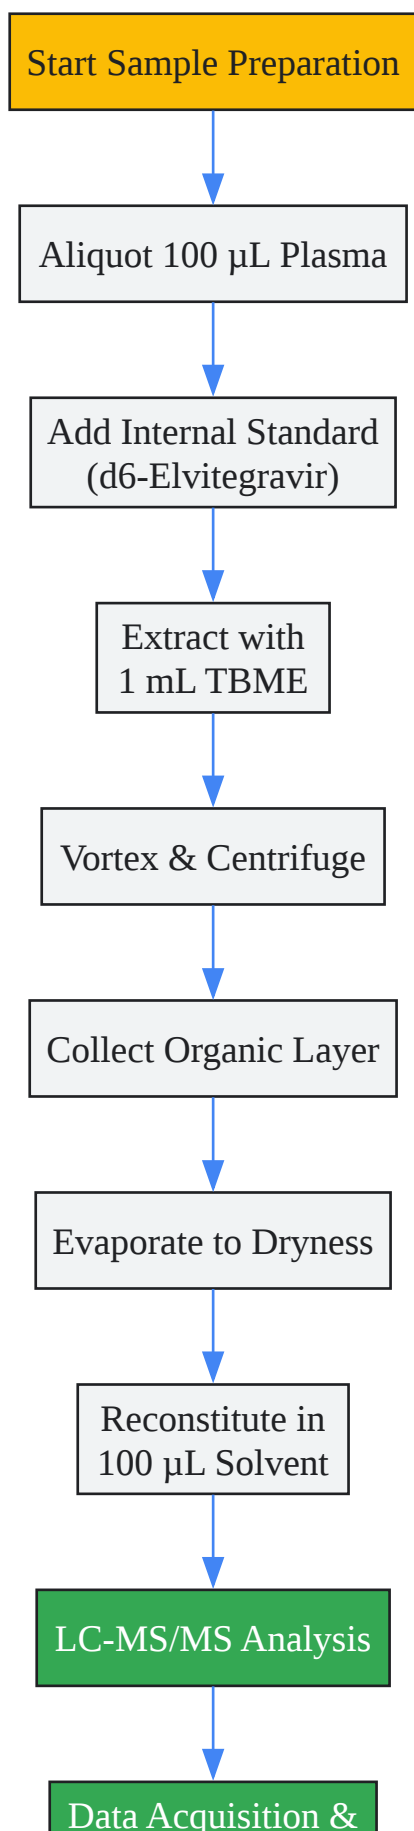 Start Sample Preparation
Aliquot 100 µL Plasma
Add Internal Standard
(d6-Elvitegravir)
Extract with
1 mL TBME
Vortex & Centrifuge
Collect Organic Layer
Evaporate to Dryness
Reconstitute in
100 µL Solvent
LC-MS/MS Analysis
Data Acquisition &